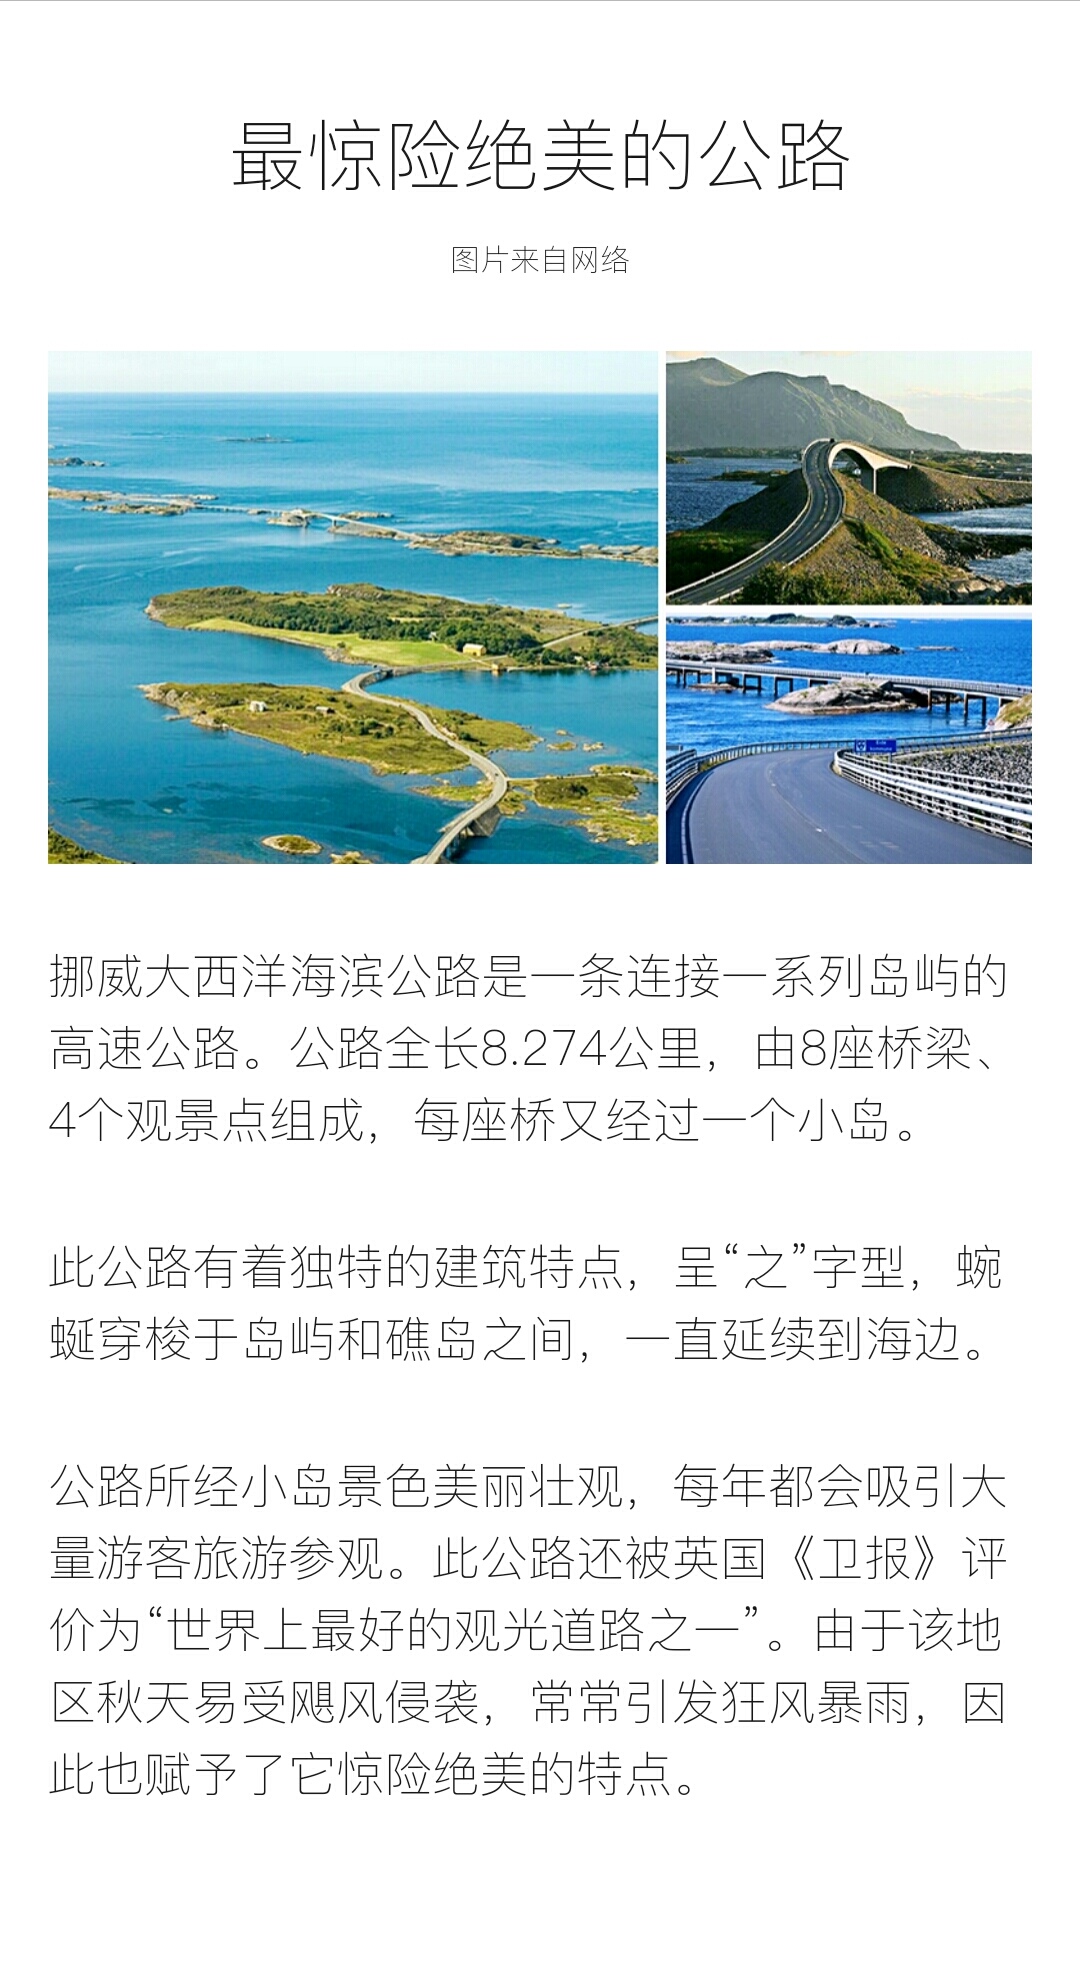 最惊险绝美的公路
图片来自网络
挪威大西洋海滨公路是一条连接一系列岛屿的
高速公路。公路全长8.274公里，由8座桥梁、
4个观景点组成，每座桥又经过一个小岛。
此公路有着独特的建筑特点，呈“之”字型，蜿
蜒穿梭于岛屿和礁岛之间，一直延续到海边。
公路所经小岛景色美丽壮观，每年都会吸引大
量游客旅游参观。此公路还被英国《卫报》评
价为“世界上最好的观光道路之一”。由于该地
区秋天易受飓风侵袭，常常引发狂风暴雨，因
此也赋予了它惊险绝美的特点。